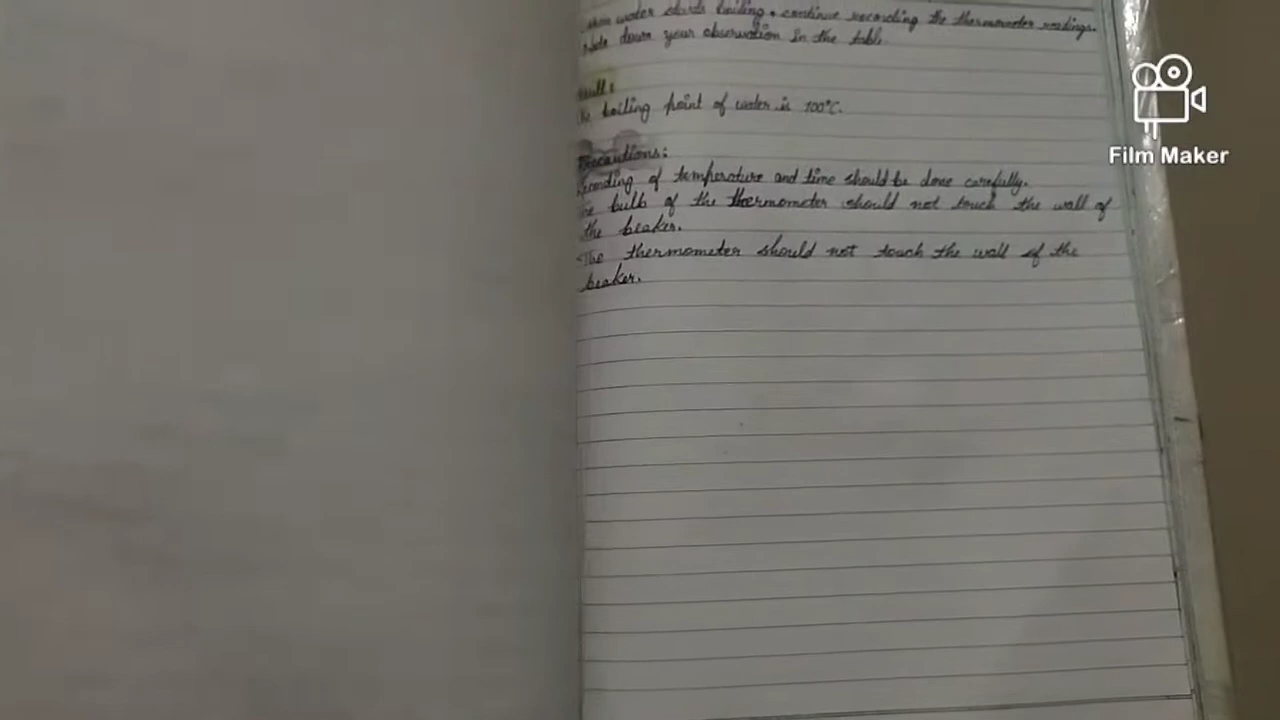 when water starts boiling, continue recording the thermometer readings.
Note down your observation in the table.
Result:
The boiling point of water is 100°C.
Precautions:
Recording of temperature and time should be done carefully.
The bulb of the thermometer should not touch the wall of
the beaker.
The thermometer should not touch the wall of the
beaker.
Film Maker